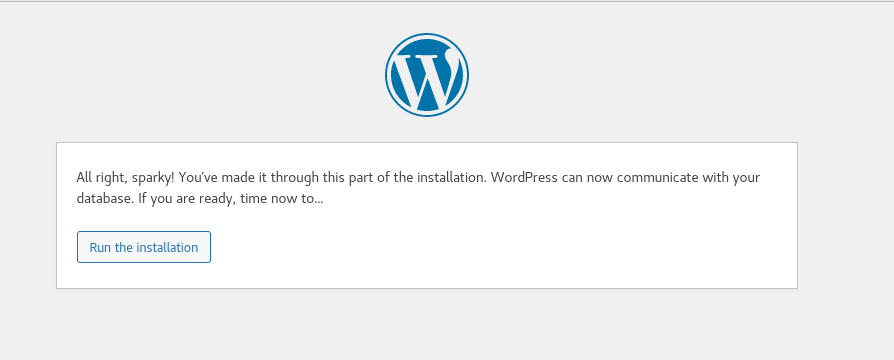 All right, sparky! You've made it through this part of the installation. WordPress can now communicate with your
database. If you are ready, time now to…
Run the installation